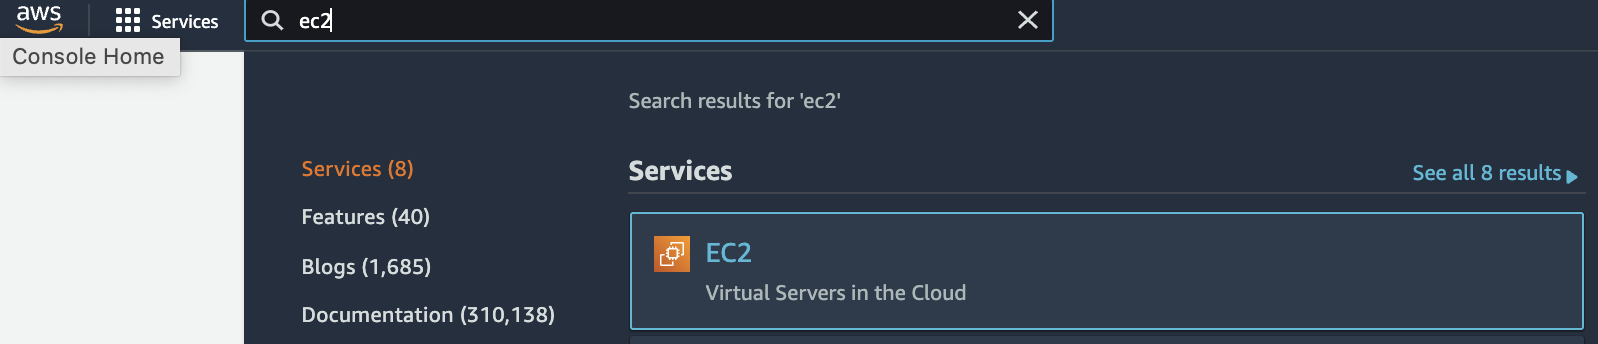 aws
Services
ec2
Console Home
Search results for 'ec2'
Services (8)
Features (40)
Blogs (1,685)
Documentation (310,138)
Services
See all 8 results
EC2
Virtual Servers in the Cloud